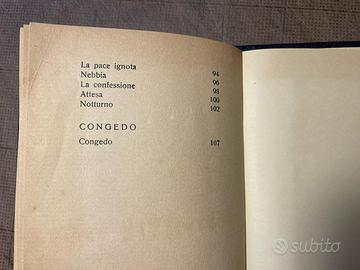 La pace ignota
Nebbia 94
La confessione 96
Attesa 98
Notturno 100
102
CONGEDO
Congedo 107
subito